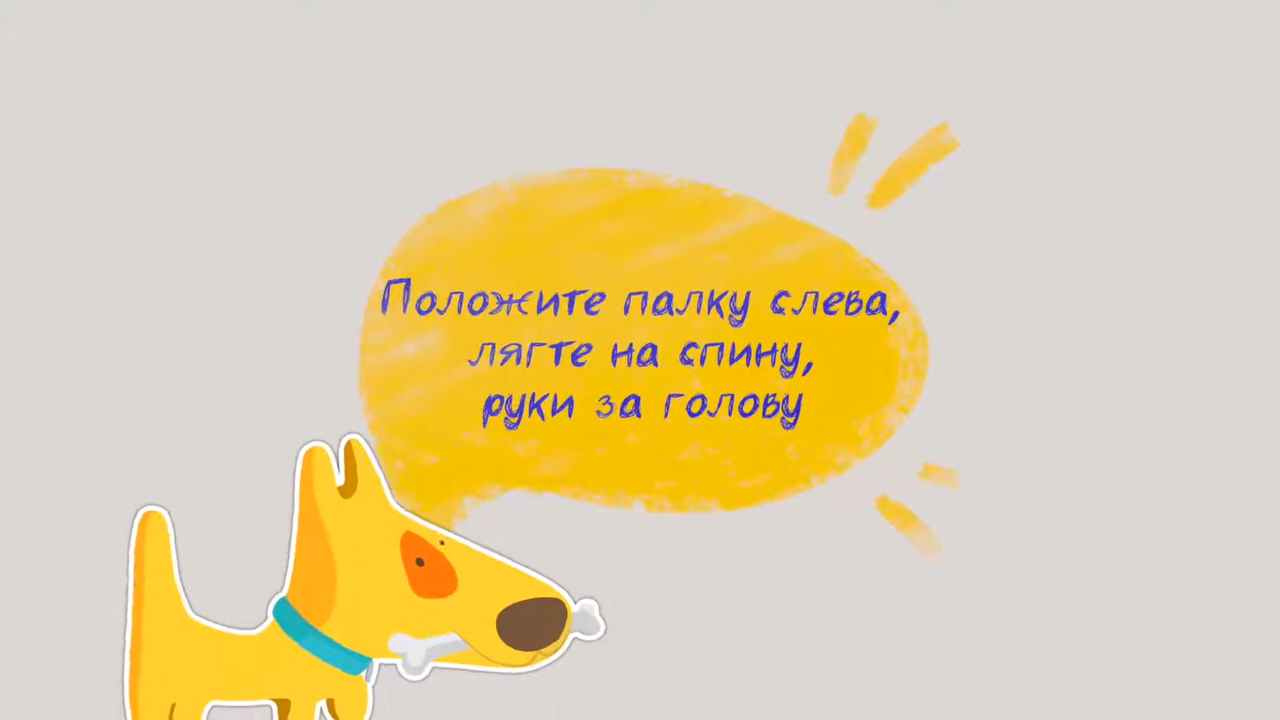 Положите палку слева,
лягте на спину,
руки за голову